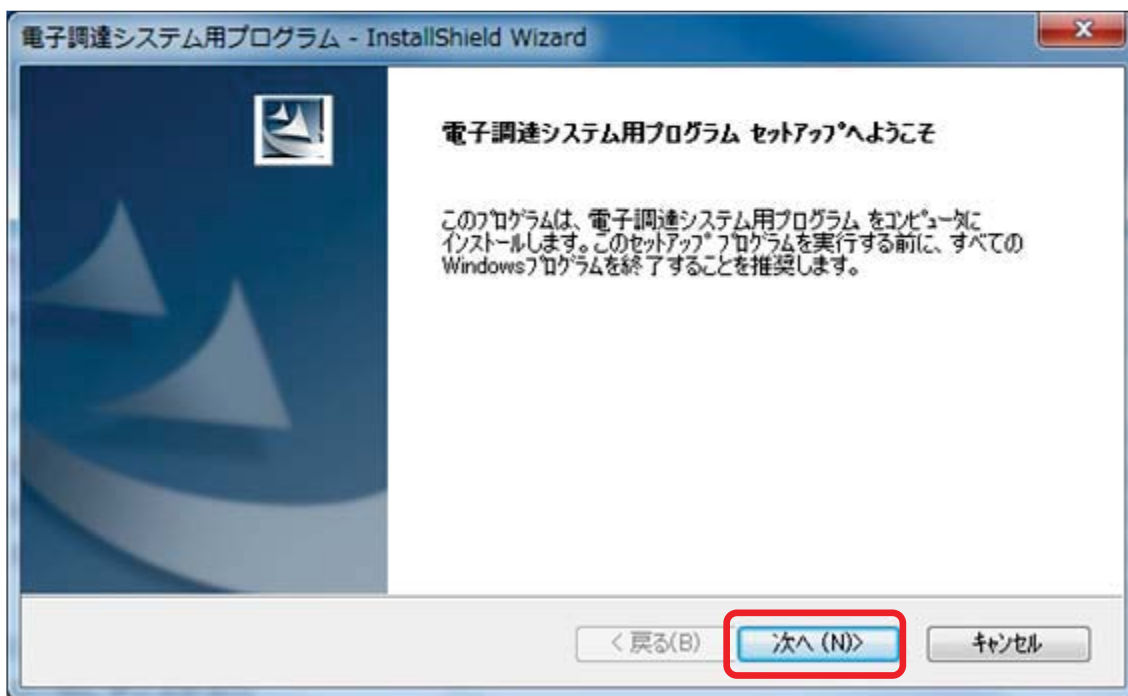 電子調達システム用プログラム - InstallShield Wizard
電子調達システム用プログラム ｾｯﾄｱｯﾌﾟへようこそ
このﾌﾟﾛｸﾞﾗﾑは、電子調達システム用プログラム をｺﾝﾋﾟｭｰﾀに
ｲﾝｽﾄｰﾙします。このｾｯﾄｱｯﾌﾟ ﾌﾟﾛｸﾞﾗﾑを実行する前に、すべての
Windowsﾌﾟﾛｸﾞﾗﾑを終了することを推奨します。
< 戻る(B)
次へ (N)>
ｷｬﾝｾﾙ